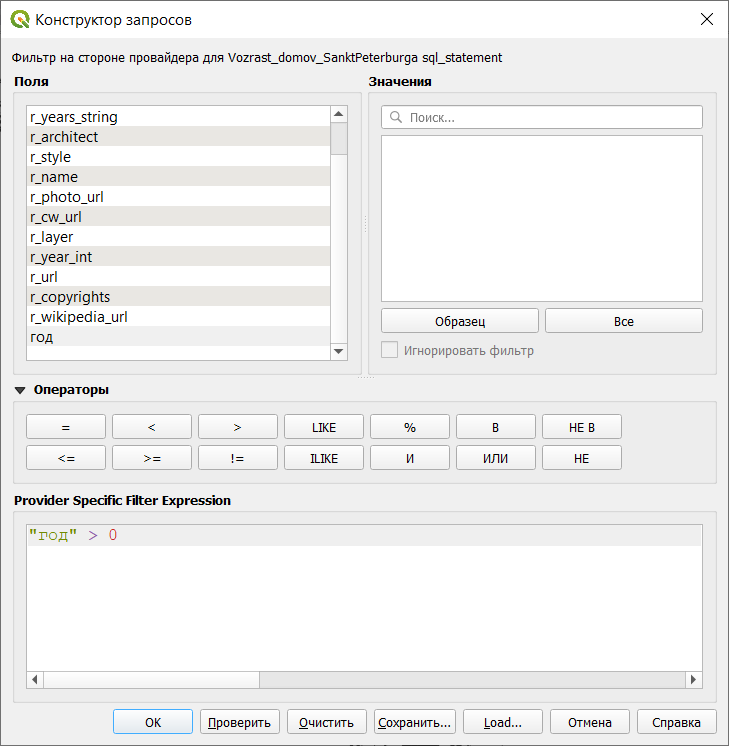 Конструктор запросов
Фильтр на стороне провайдера для Vozrast_domov_SanktPeterburga sql_statement
Поля
r_years_string
r_architect
r_style
r_name
r_photo_url
r_cw_url
r_layer
r_year_int
r_url
r_copyrights
r_wikipedia_url
год
Значения
Поиск...
Образец Все
Игнорировать фильтр
Операторы
= < > LIKE % В НЕ В
<= >= != ILIKE И ИЛИ НЕ
Provider Specific Filter Expression
"год" > 0
OK Проверить Очистить Сохранить... Load... Отмена Справка